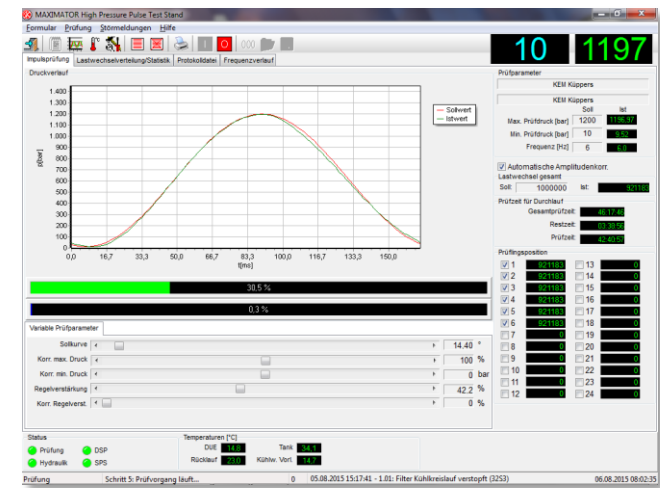 MAXIMATOR High Pressure Pulse Test Stand
Formular Prüfung Störmeldungen Hilfe
10 1197
Impulsprüfung Lastwechselverteilung/Statistik Protokolldatei Frequenzverlauf
Druckverlauf
1.400
1.300
1.200
1.100
1.000
900
800
700
600
500
400
300
200
100
0
p[bar]
0,0 16,7 33,3 50,0 66,7 83,3 100,0 116,7 133,3 150,0
t[ms]
Sollwert
Istwert
30,5 %
0,3 %
Variable Prüfparameter
Sollkurve 14.40 °
Korr. max. Druck 100 %
Korr. min. Druck 0 bar
Regelverstärkung 42.2 %
Korr. Regelverst. 0 %
Prüfparameter
KEM Küppers
KEM Küppers
Soll Ist
Max. Prüfdruck [bar] 1200 1196,97
Min. Prüfdruck [bar] 10 9,52
Frequenz [Hz] 6 6,0
Automatische Amplitudenkorr.
Lastwechsel gesamt
Soll: 1000000 Ist: 921183
Prüfzeit für Durchlauf
Gesamtprüfzeit: 46:17:46
Restzeit: 03:38:56
Prüfzeit: 42:40:57
Prüflingsposition
1 921183 13 0
2 921183 14 0
3 921183 15 0
4 921183 16 0
5 921183 17 0
6 921183 18 0
7 0 19 0
8 0 20 0
9 0 21 0
10 0 22 0
11 0 23 0
12 0 24 0
Status
Prüfung DSP
Hydraulik SPS
Temperaturen [°C]
DUE 14,8 Tank 34,1
Rücklauf 23,0 Kühlw. Vorl. 14,7
Prüfung Schritt 5: Prüfvorgang läuft... 0 05.08.2015 15:17:41 - 1.01: Filter Kühlkreislauf verstopft (32S3) 06.08.2015 08:02:35